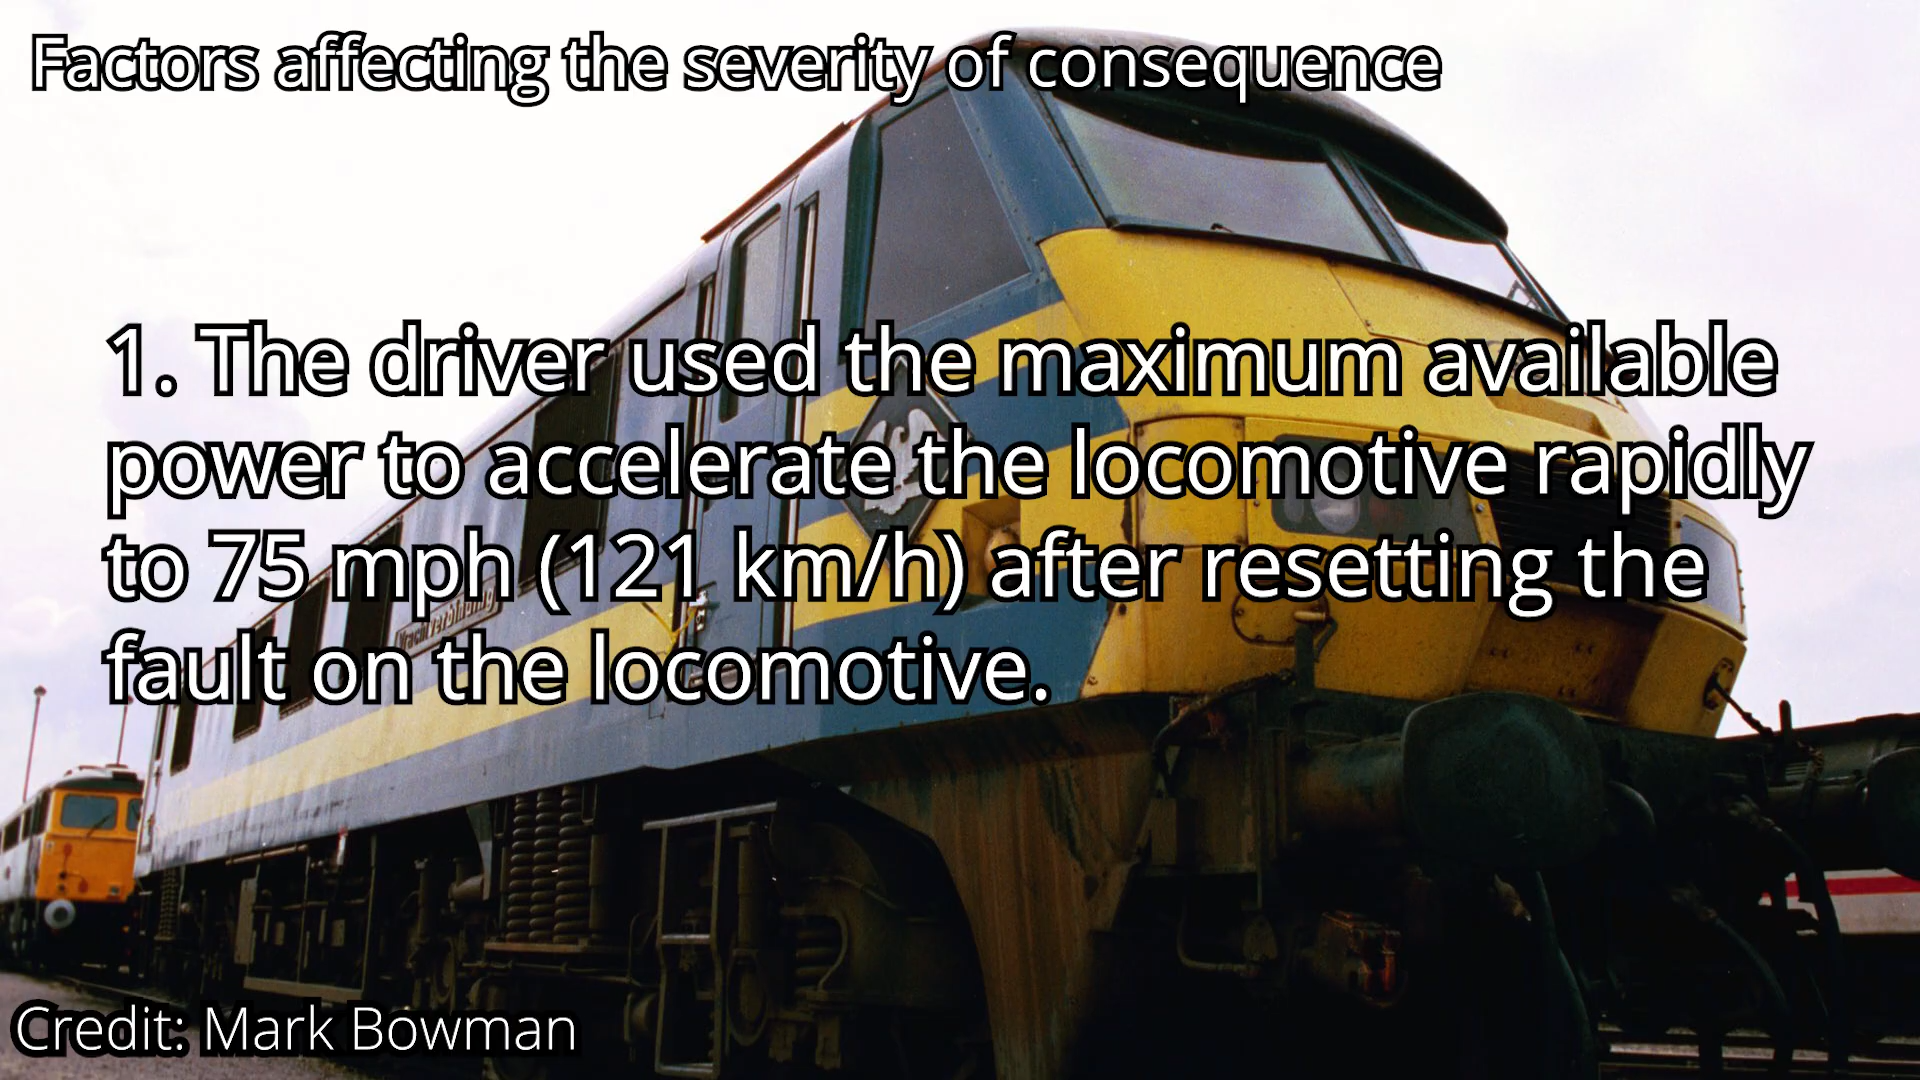 Factors affecting the severity of consequence
1. The driver used the maximum available
power to accelerate the locomotive rapidly
to 75 mph (121 km/h) after resetting the
fault on the locomotive.
Vrachtverbinding
Credit: Mark Bowman